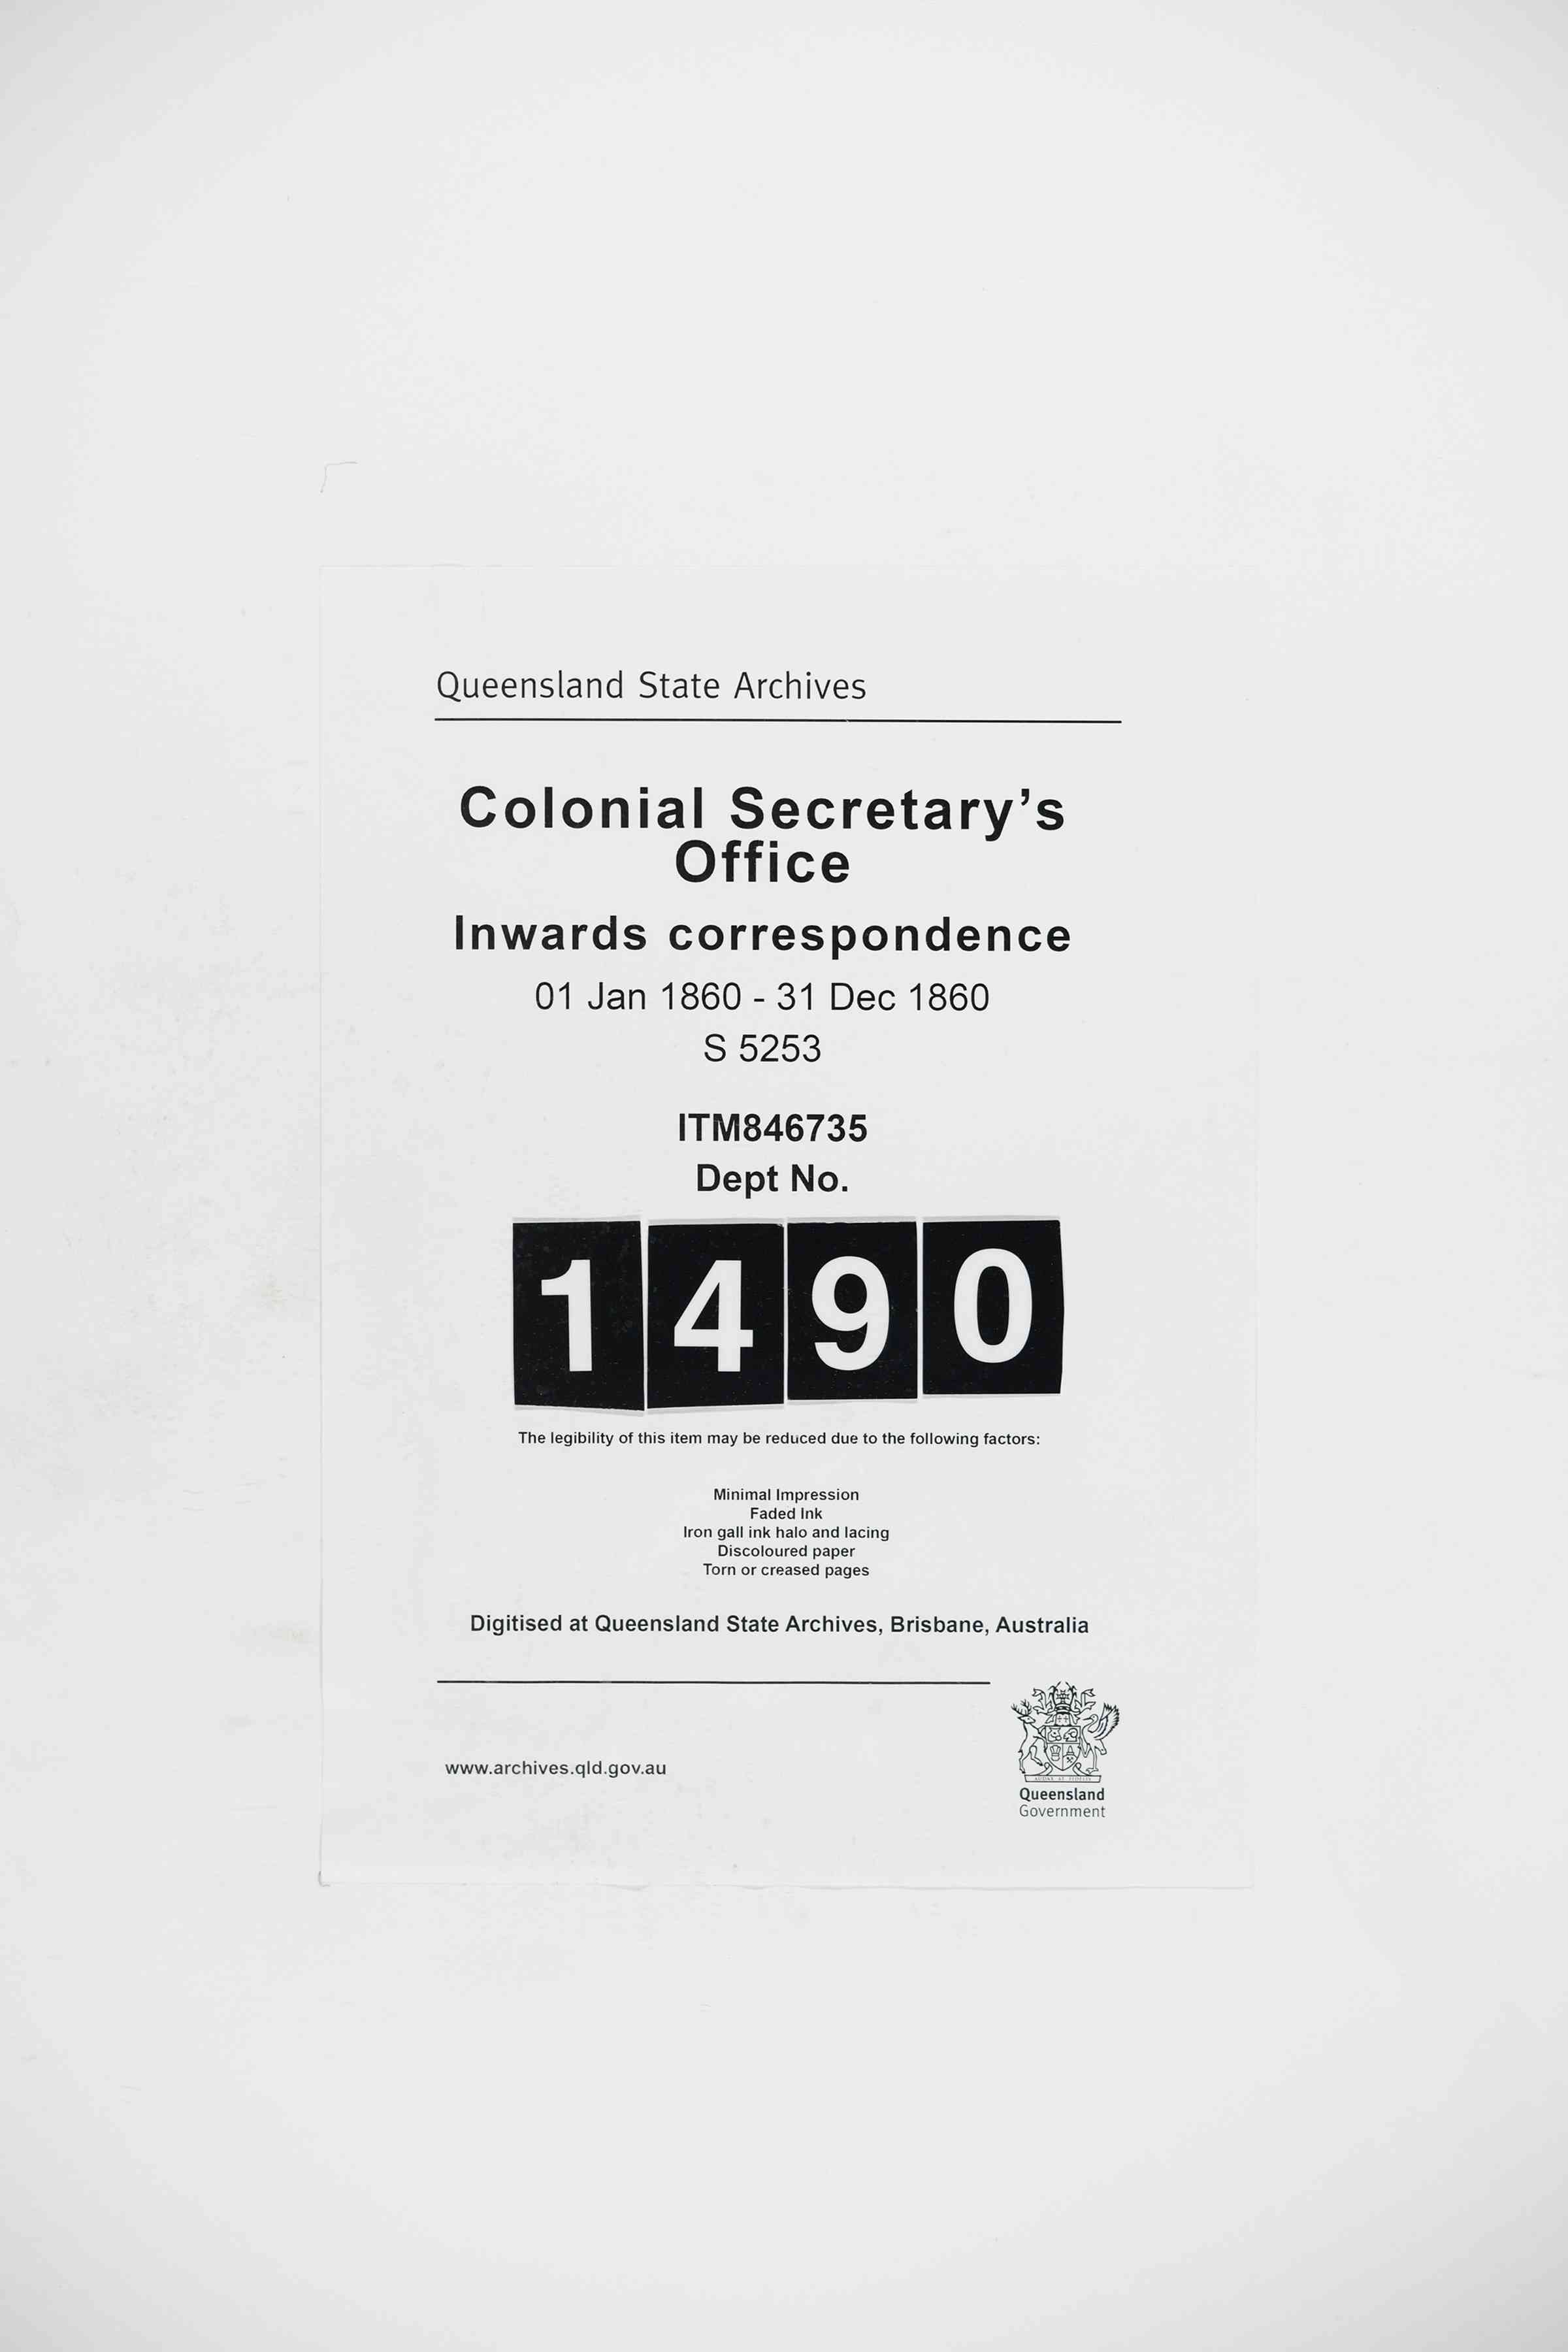 Queensland State Archives
Colonial Secretary’s
Office
Inwards correspondence
01 Jan 1860 - 31 Dec 1860
S 5253
ITM846735
Dept No.
1490
The legibility of this item may be reduced due to the following factors:
Minimal Impression
Faded Ink
Iron gall ink halo and lacing
Discoloured paper
Torn or creased pages
Digitised at Queensland State Archives, Brisbane, Australia
www.archives.qld.gov.au
Queensland
Government